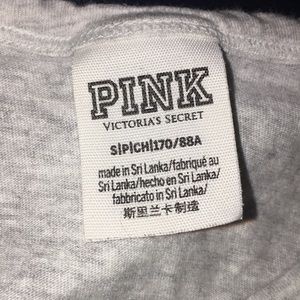 PINK
VICTORIA'S SECRET
S|P|CH|170/88A
made in Sri Lanka/fabriqué au
Sri Lanka/hecho en Sri Lanka/
fabbricato in Sri Lanka/
斯里兰卡制造